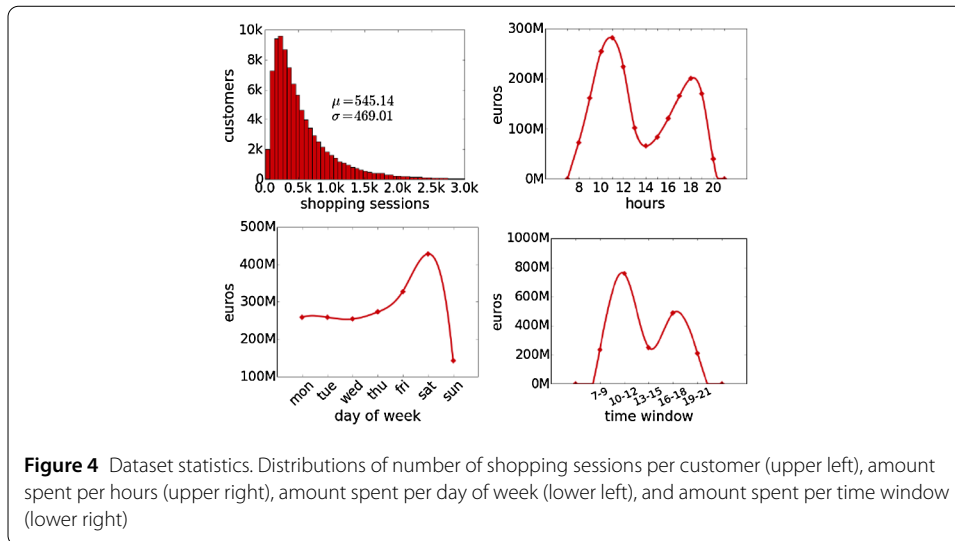 10k
8k
6k
4k
2k
0
customers
μ = 545.14
σ = 469.01
0.0 0.5k 1.0k 1.5k 2.0k 2.5k 3.0k
shopping sessions
300M
200M
100M
0M
euros
8 10 12 14 16 18 20
hours
500M
400M
300M
200M
100M
euros
mon tue wed thu fri sat sun
day of week
1000M
800M
600M
400M
200M
0M
euros
7-9 10-12 13-15 16-18 19-21
time window
Figure 4 Dataset statistics. Distributions of number of shopping sessions per customer (upper left), amount
spent per hours (upper right), amount spent per day of week (lower left), and amount spent per time window
(lower right)